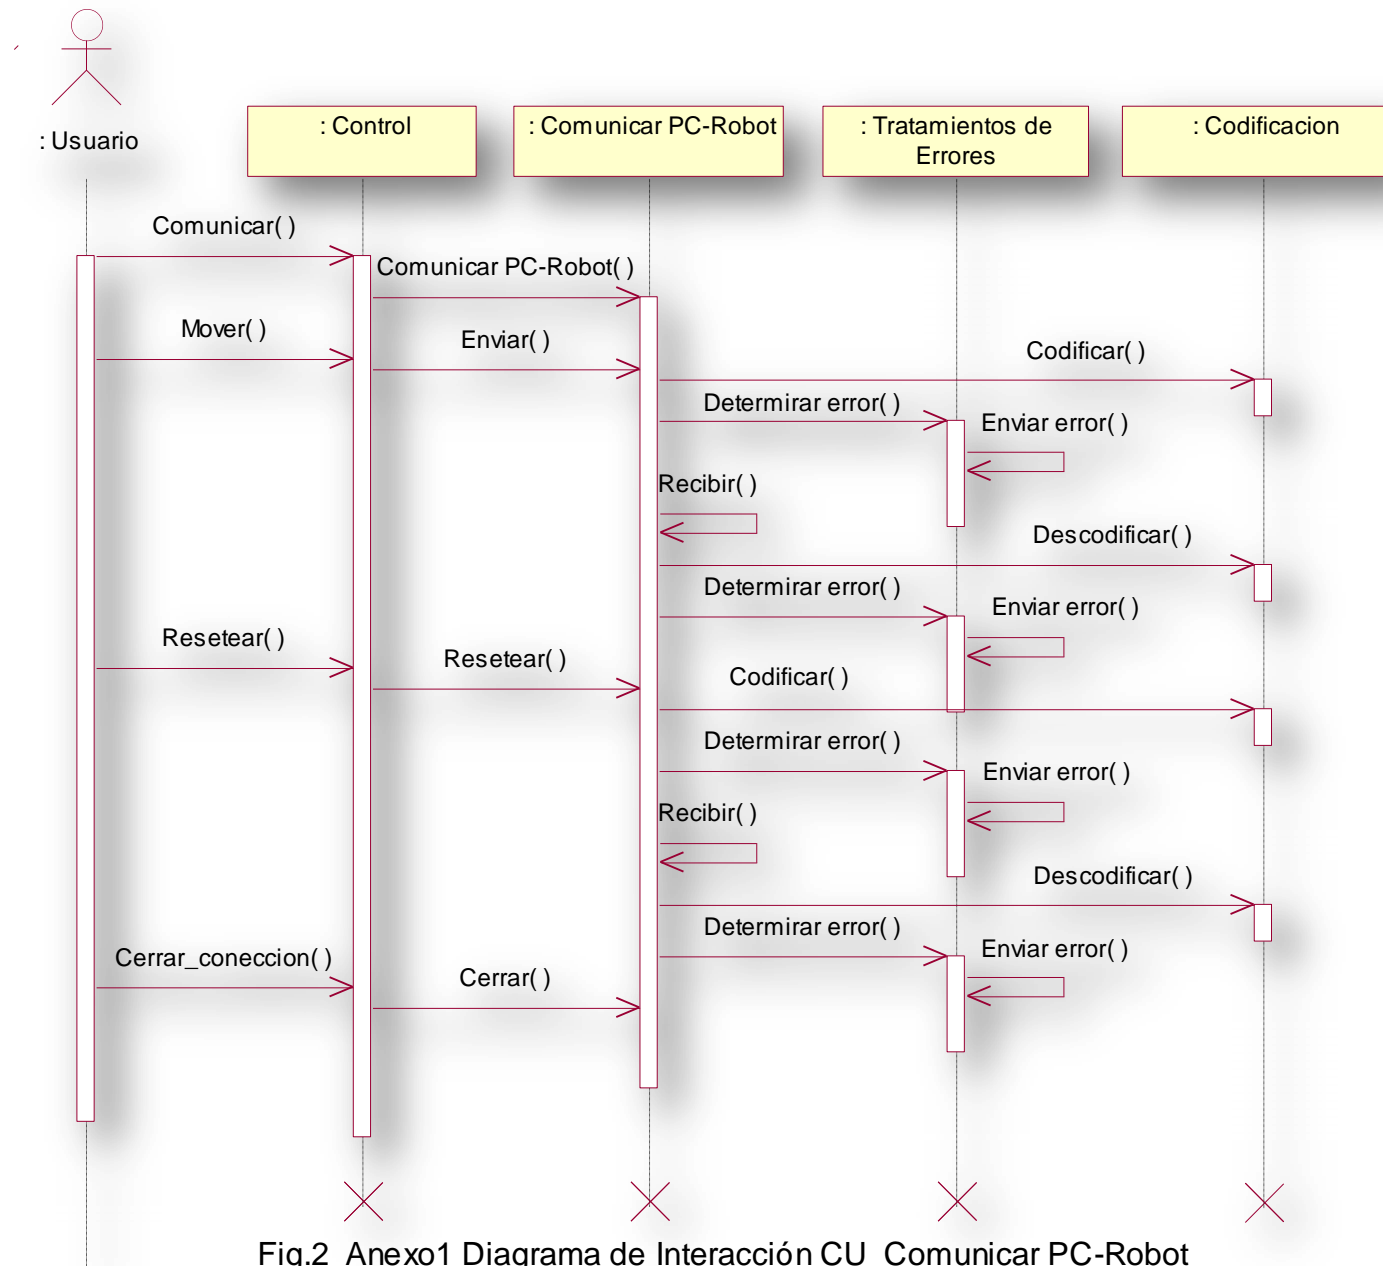 : Usuario
: Control
: Comunicar PC-Robot
: Tratamientos de
Errores
: Codificacion
Comunicar( )
Comunicar PC-Robot( )
Mover( )
Enviar( )
Codificar( )
Determirar error( )
Enviar error( )
Recibir( )
Descodificar( )
Determirar error( )
Enviar error( )
Resetear( )
Resetear( )
Codificar( )
Determirar error( )
Enviar error( )
Recibir( )
Descodificar( )
Determirar error( )
Enviar error( )
Cerrar_coneccion( )
Cerrar( )
Fig.2 Anexo1 Diagrama de Interacción CU Comunicar PC-Robot